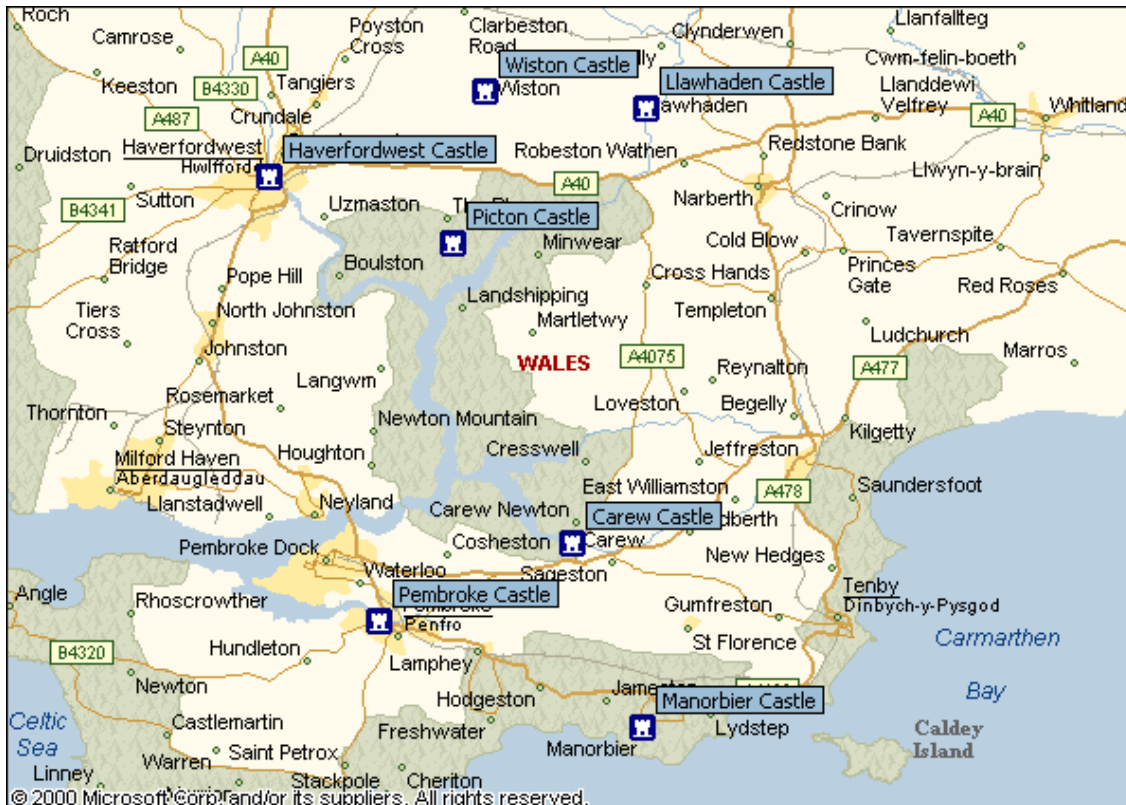 Roch
Camrose
Poyston
Cross
Clarbeston
Road
Clynderwen
Llanfallteg
Cwm-felin-boeth
A40
Keeston
B4330
Tangiers
Wiston Castle
Wiston
Llawhaden Castle
Llanddewi
Velfrey
Whitland
A487
Crundale
A40
Haverfordwest
Hwlffordd
Haverfordwest Castle
Robeston Wathen
Redstone Bank
Llwyn-y-brain
Druidston
Sutton
A40
Narberth
B4341
Uzmaston
Picton Castle
Crinow
Ratford
Bridge
Minwear
Cold Blow
Tavernspite
Pope Hill
Boulston
Cross Hands
Princes
Gate
Red Roses
Tiers
Cross
North Johnston
Landshipping
Templeton
Martletwy
Ludchurch
Johnston
WALES
A4075
A477
Marros
Langwm
Reynalton
Rosemarket
Loveston
Begelly
Thornton
Steynton
Newton Mountain
Kilgetty
Houghton
Cresswell
Jeffreston
Milford Haven
Aberdaugleddau
Llanstadwell
Neyland
East Williamston
A478
Saundersfoot
Carew Newton
Carew Castle
Pembroke Dock
Cosheston
Carew
New Hedges
Waterloo
Sageston
Angle
Rhoscrowther
Pembroke Castle
Pembroke
Penfro
Tenby
Dinbych-y-Pysgod
Gumfreston
St Florence
Carmarthen
Bay
B4320
Hundleton
Lamphey
Newton
Hodgeston
Jameston
Manorbier Castle
Celtic
Sea
Castlemartin
Freshwater
Lydstep
Caldey
Island
Saint Petrox
Manorbier
Warren
Linney
Stackpole
Cheriton
© 2000 Microsoft Corp. and/or its suppliers. All rights reserved.